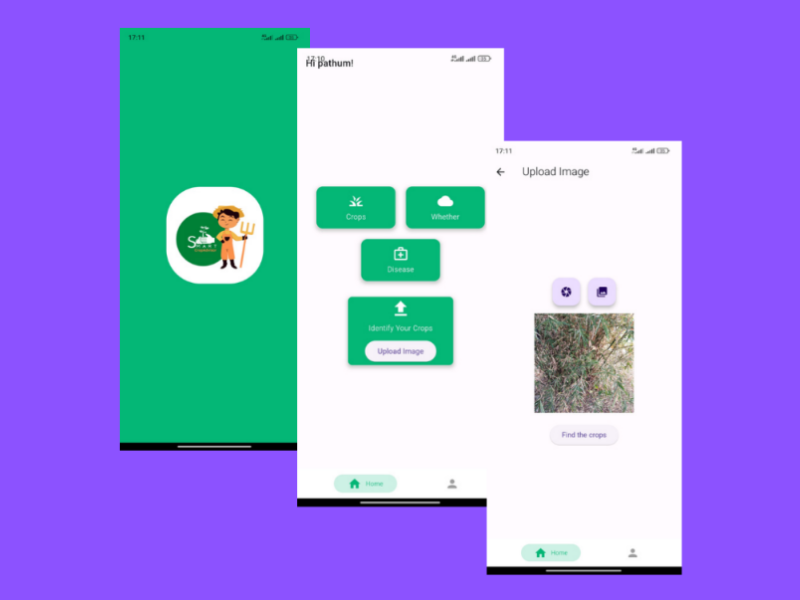 17:11
SMART
17:10
Hi pathum!
Crops
Whether
Disease
Identify Your Crops
Upload Image
Home
17:11
Upload Image
Find the crops
Home